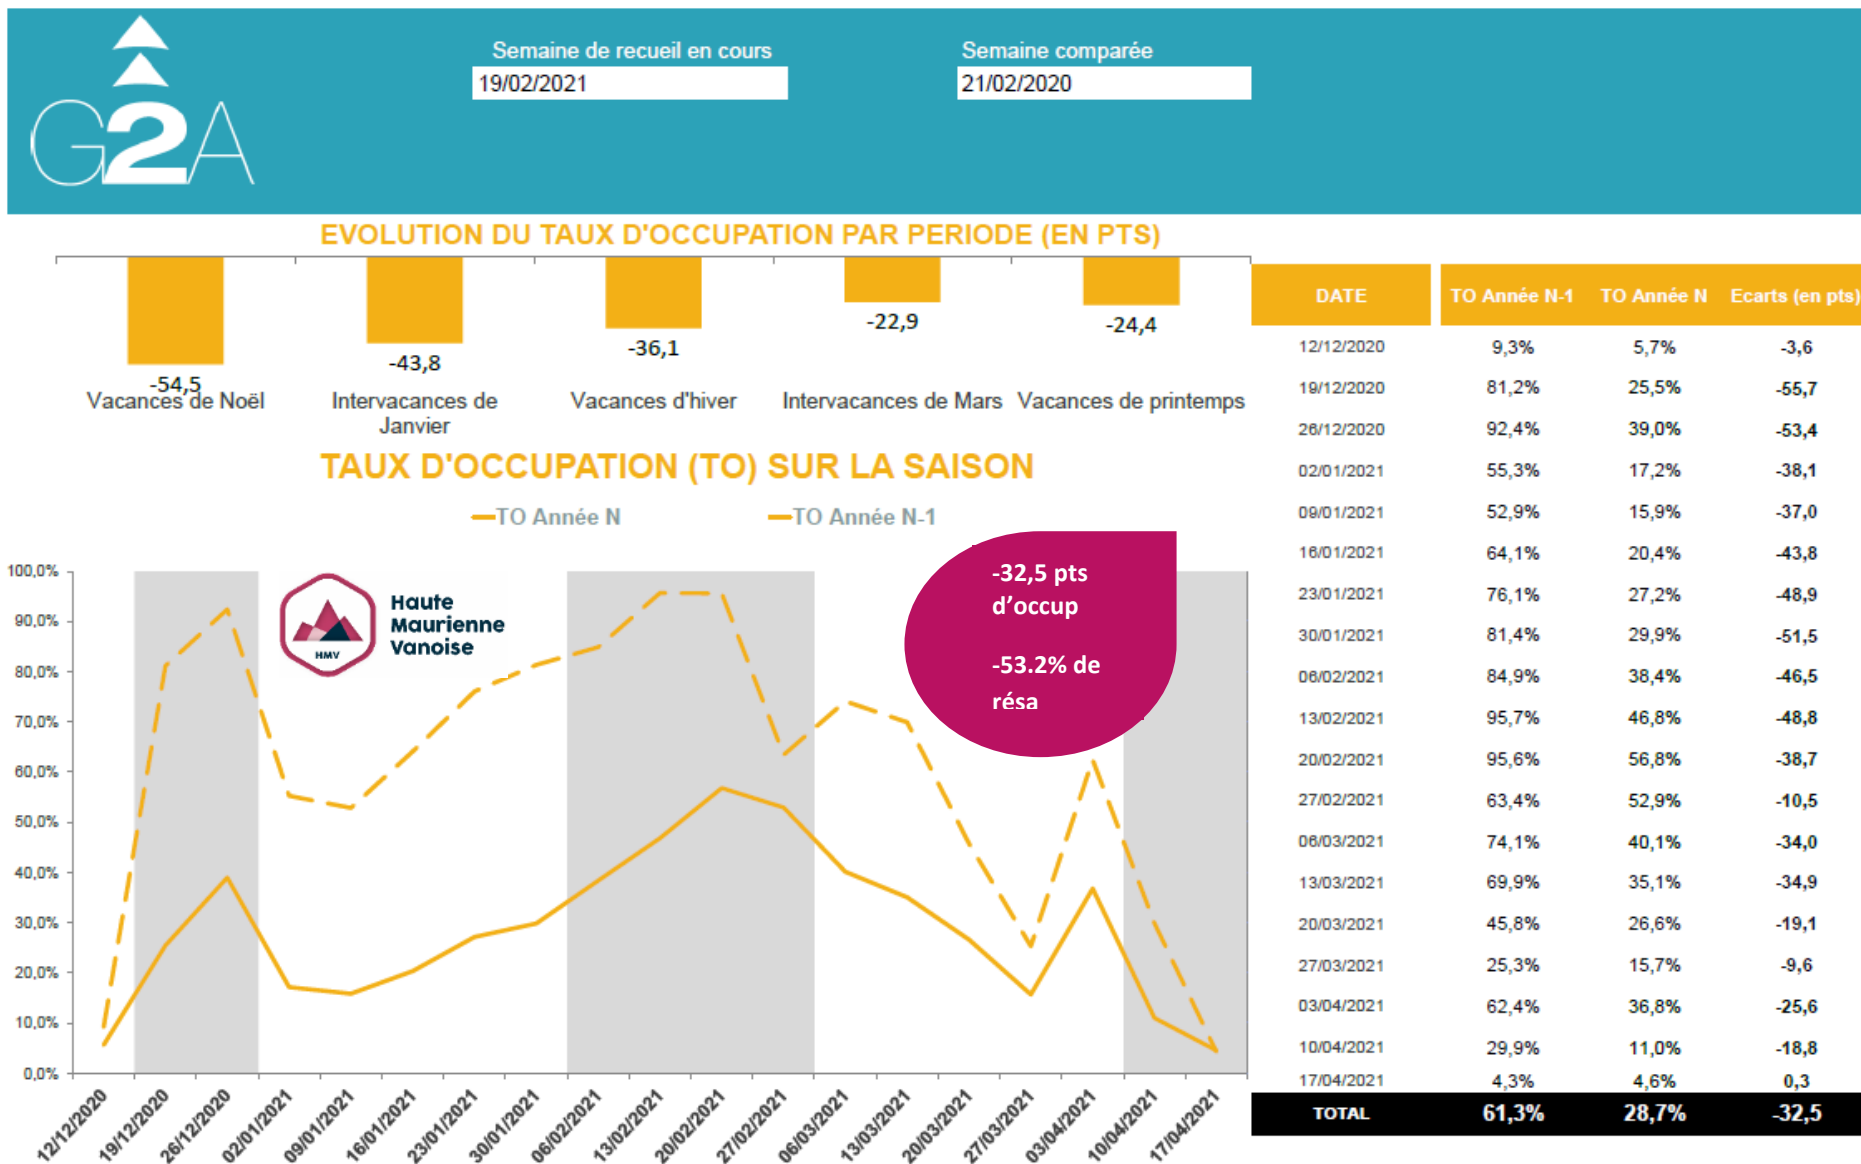 G2A
Semaine de recueil en cours
19/02/2021
Semaine comparée
21/02/2020
EVOLUTION DU TAUX D'OCCUPATION PAR PERIODE (EN PTS)
-54,5
-43,8
-36,1
-22,9
-24,4
Vacances de Noël
Intervacances de
Janvier
Vacances d'hiver
Intervacances de Mars
Vacances de printemps
TAUX D'OCCUPATION (TO) SUR LA SAISON
TO Année N
TO Année N-1
-32,5 pts
d'occup
-53.2% de
résa
HMV
Haute
Maurienne
Vanoise
100,0%
90,0%
80,0%
70,0%
60,0%
50,0%
40,0%
30,0%
20,0%
10,0%
0,0%
12/12/2020
19/12/2020
26/12/2020
02/01/2021
09/01/2021
16/01/2021
23/01/2021
30/01/2021
06/02/2021
13/02/2021
20/02/2021
27/02/2021
06/03/2021
13/03/2021
20/03/2021
27/03/2021
03/04/2021
10/04/2021
17/04/2021
DATE TO Année N-1 TO Année N Ecarts (en pts)
12/12/2020 9,3% 5,7% -3,6
19/12/2020 81,2% 25,5% -55,7
26/12/2020 92,4% 39,0% -53,4
02/01/2021 55,3% 17,2% -38,1
09/01/2021 52,9% 15,9% -37,0
16/01/2021 64,1% 20,4% -43,8
23/01/2021 76,1% 27,2% -48,9
30/01/2021 81,4% 29,9% -51,5
06/02/2021 84,9% 38,4% -46,5
13/02/2021 95,7% 46,8% -48,8
20/02/2021 95,6% 56,8% -38,7
27/02/2021 63,4% 52,9% -10,5
06/03/2021 74,1% 40,1% -34,0
13/03/2021 69,9% 35,1% -34,9
20/03/2021 45,8% 26,6% -19,1
27/03/2021 25,3% 15,7% -9,6
03/04/2021 62,4% 36,8% -25,6
10/04/2021 29,9% 11,0% -18,8
17/04/2021 4,3% 4,6% 0,3
TOTAL 61,3% 28,7% -32,5